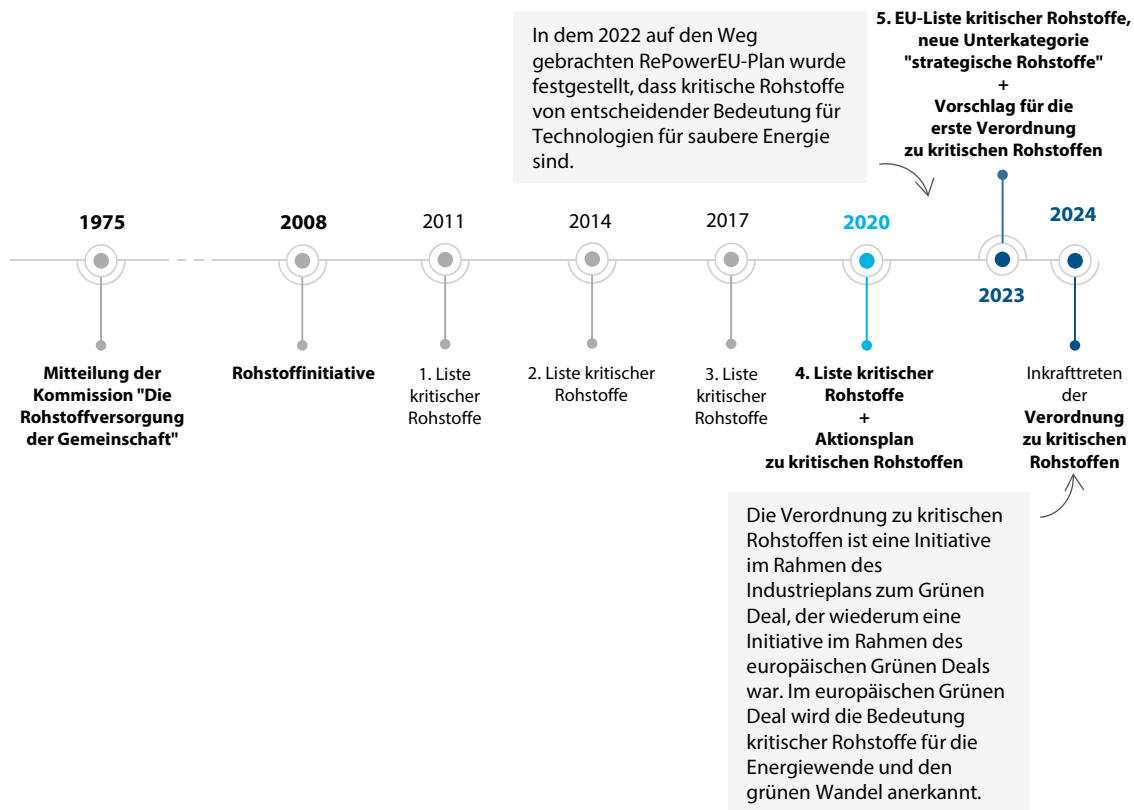 In dem 2022 auf den Weg
gebrachten RePowerEU-Plan wurde
festgestellt, dass kritische Rohstoffe
von entscheidender Bedeutung für
Technologien für saubere Energie
sind.
5. EU-Liste kritischer Rohstoffe,
neue Unterkategorie
"strategische Rohstoffe"
+
Vorschlag für die
erste Verordnung
zu kritischen Rohstoffen
1975
Mitteilung der
Kommission "Die
Rohstoffversorgung
der Gemeinschaft"
2008
Rohstoffinitiative
2011
1. Liste
kritischer
Rohstoffe
2014
2. Liste kritischer
Rohstoffe
2017
3. Liste
kritischer
Rohstoffe
2020
4. Liste kritischer
Rohstoffe
+
Aktionsplan
zu kritischen Rohstoffen
2023
2024
Inkrafttreten
der
Verordnung
zu kritischen
Rohstoffen
Die Verordnung zu kritischen
Rohstoffen ist eine Initiative
im Rahmen des
Industrieplans zum Grünen
Deal, der wiederum eine
Initiative im Rahmen des
europäischen Grünen Deals
war. Im europäischen Grünen
Deal wird die Bedeutung
kritischer Rohstoffe für die
Energiewende und den
grünen Wandel anerkannt.